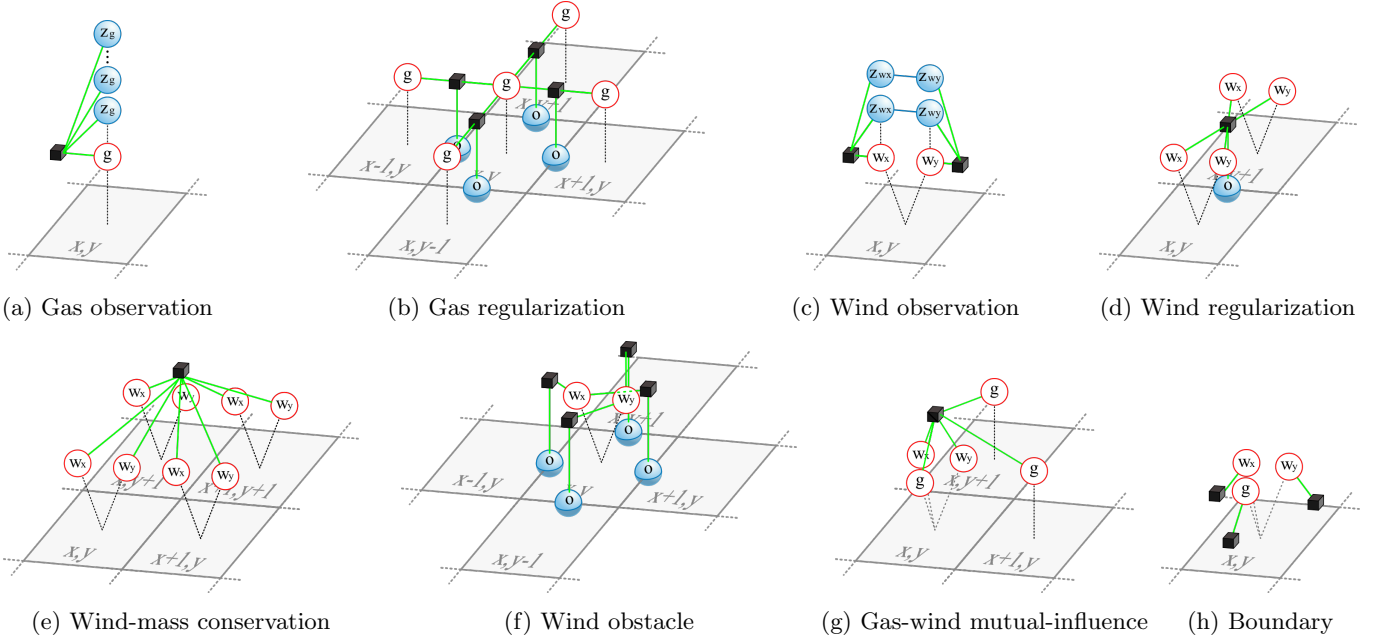 z_g
z_g
z_g
g
x,y
(a) Gas observation
g
g
g
g
g
o
o
o
o
x,y+1
x-1,y
x,y
x+1,y
x,y-1
(b) Gas regularization
z_wx z_wy
z_wx z_wy
w_x w_y
x,y
(c) Wind observation
w_x w_y
w_x w_y
o
x,y+1
x,y
(d) Wind regularization
w_x w_y w_x w_y
w_x w_y w_x w_y
x,y+1 x+1,y+1
x,y x+1,y
(e) Wind-mass conservation
w_x w_y
o
o
o
o
x,y+1
x-1,y x,y x+1,y
x,y-1
(f) Wind obstacle
g
w_x w_y
g
g
x,y+1
x,y x+1,y
(g) Gas-wind mutual-influence
w_x w_y
g
x,y
(h) Boundary